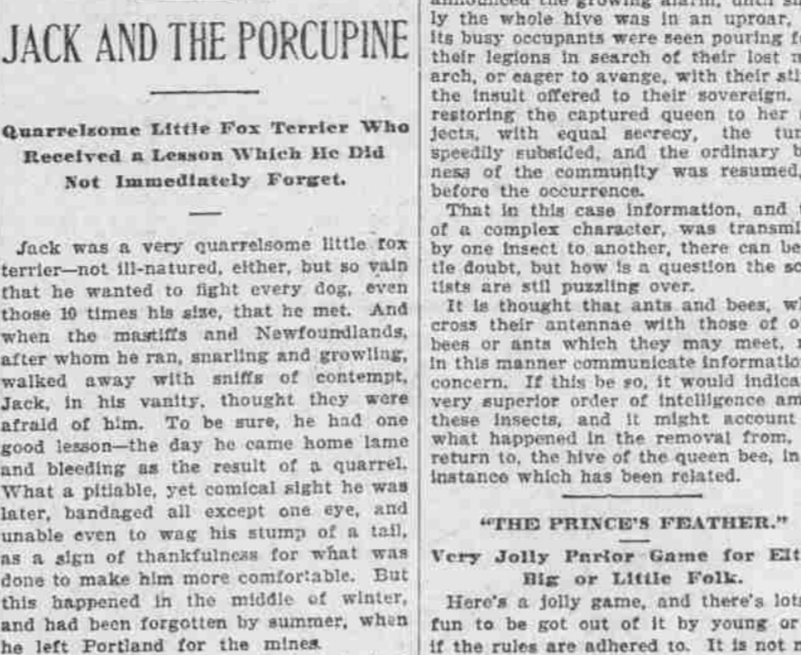 JACK AND THE PORCUPINE
Quarrelsome Little Fox Terrier Who
Received a Lesson Which He Did
Not Immediately Forget.
Jack was a very quarrelsome little fox
terrier—not ill-natured, either, but so vain
that he wanted to fight every dog, even
those 10 times his size, that he met. And
when the mastiffs and Newfoundlands,
after whom he ran, snarling and growling,
walked away with sniffs of contempt,
Jack, in his vanity, thought they were
afraid of him. To be sure, he had one
good lesson—the day he came home lame
and bleeding as the result of a quarrel.
What a pitiable, yet comical sight he was
later, bandaged all except one eye, and
unable even to wag his stump of a tail,
as a sign of thankfulness for what was
done to make him more comfortable. But
this happened in the middle of winter,
and had been forgotten by summer, when
he left Portland for the mines.
announced the growing alarm, until
ly the whole hive was in an uproar,
its busy occupants were seen pouring
their legions in search of their lost
arch, or eager to avenge, with their
the insult offered to their sovereign.
restoring the captured queen to her
jects, with equal secrecy, the
speedily subsided, and the ordinary
ness of the community was resumed,
before the occurrence.
That in this case information, and
of a complex character, was
by one insect to another, there can be
tle doubt, but how is a question the
tists are stil puzzling over.
It is thought that ants and bees,
cross their antennae with those of
bees or ants which they may meet,
in this manner communicate
concern. If this be so, it would
very superior order of intelligence
these insects, and it might account
what happened in the removal from,
return to, the hive of the queen bee, in
instance which has been related.
"THE PRINCE'S FEATHER."
Very Jolly Parlor Game for
Big or Little Folk.
Here's a jolly game, and there's
fun to be got out of it by young or
if the rules are adhered to. It is not